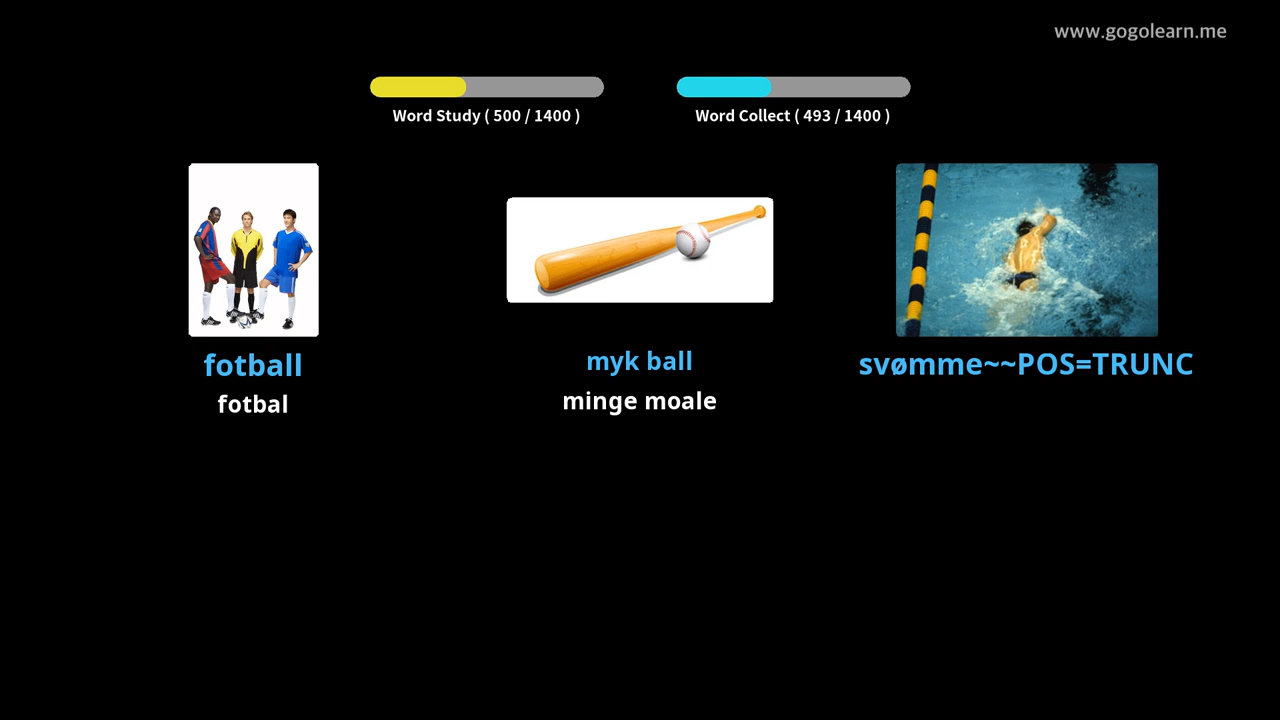 www.gogolearn.me
Word Study ( 500 / 1400 )
Word Collect ( 493 / 1400 )
fotball
fotbal
myk ball
minge moale
svømme~~POS=TRUNC